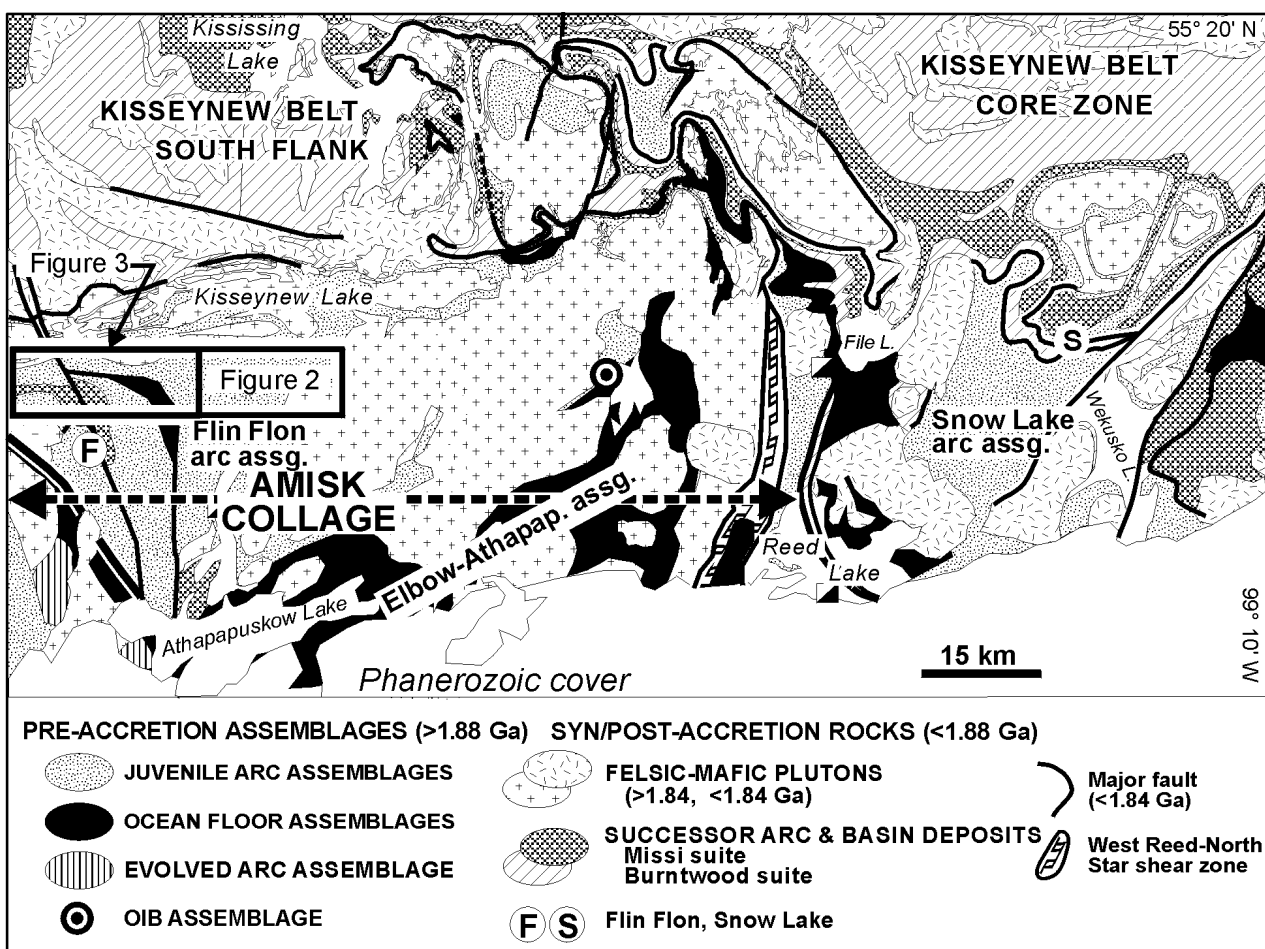 Kississing
Lake
55° 20' N
KISSEYNEW BELT
SOUTH FLANK
KISSEYNEW BELT
CORE ZONE
Figure 3
Kisseynew Lake
Figure 2
File L.
S
Flin Flon
arc assg.
F
Snow Lake
arc assg.
Wekusko L.
AMISK
COLLAGE
Elbow-Athapap. assg.
Reed
Lake
Athapapuskow Lake
99° 10' W
15 km
Phanerozoic cover
PRE-ACCRETION ASSEMBLAGES (>1.88 Ga)
JUVENILE ARC ASSEMBLAGES
OCEAN FLOOR ASSEMBLAGES
EVOLVED ARC ASSEMBLAGE
OIB ASSEMBLAGE
SYN/POST-ACCRETION ROCKS (<1.88 Ga)
FELSIC-MAFIC PLUTONS
(>1.84, <1.84 Ga)
SUCCESSOR ARC & BASIN DEPOSITS
Missi suite
Burntwood suite
F S Flin Flon, Snow Lake
Major fault
(<1.84 Ga)
West Reed-North
Star shear zone